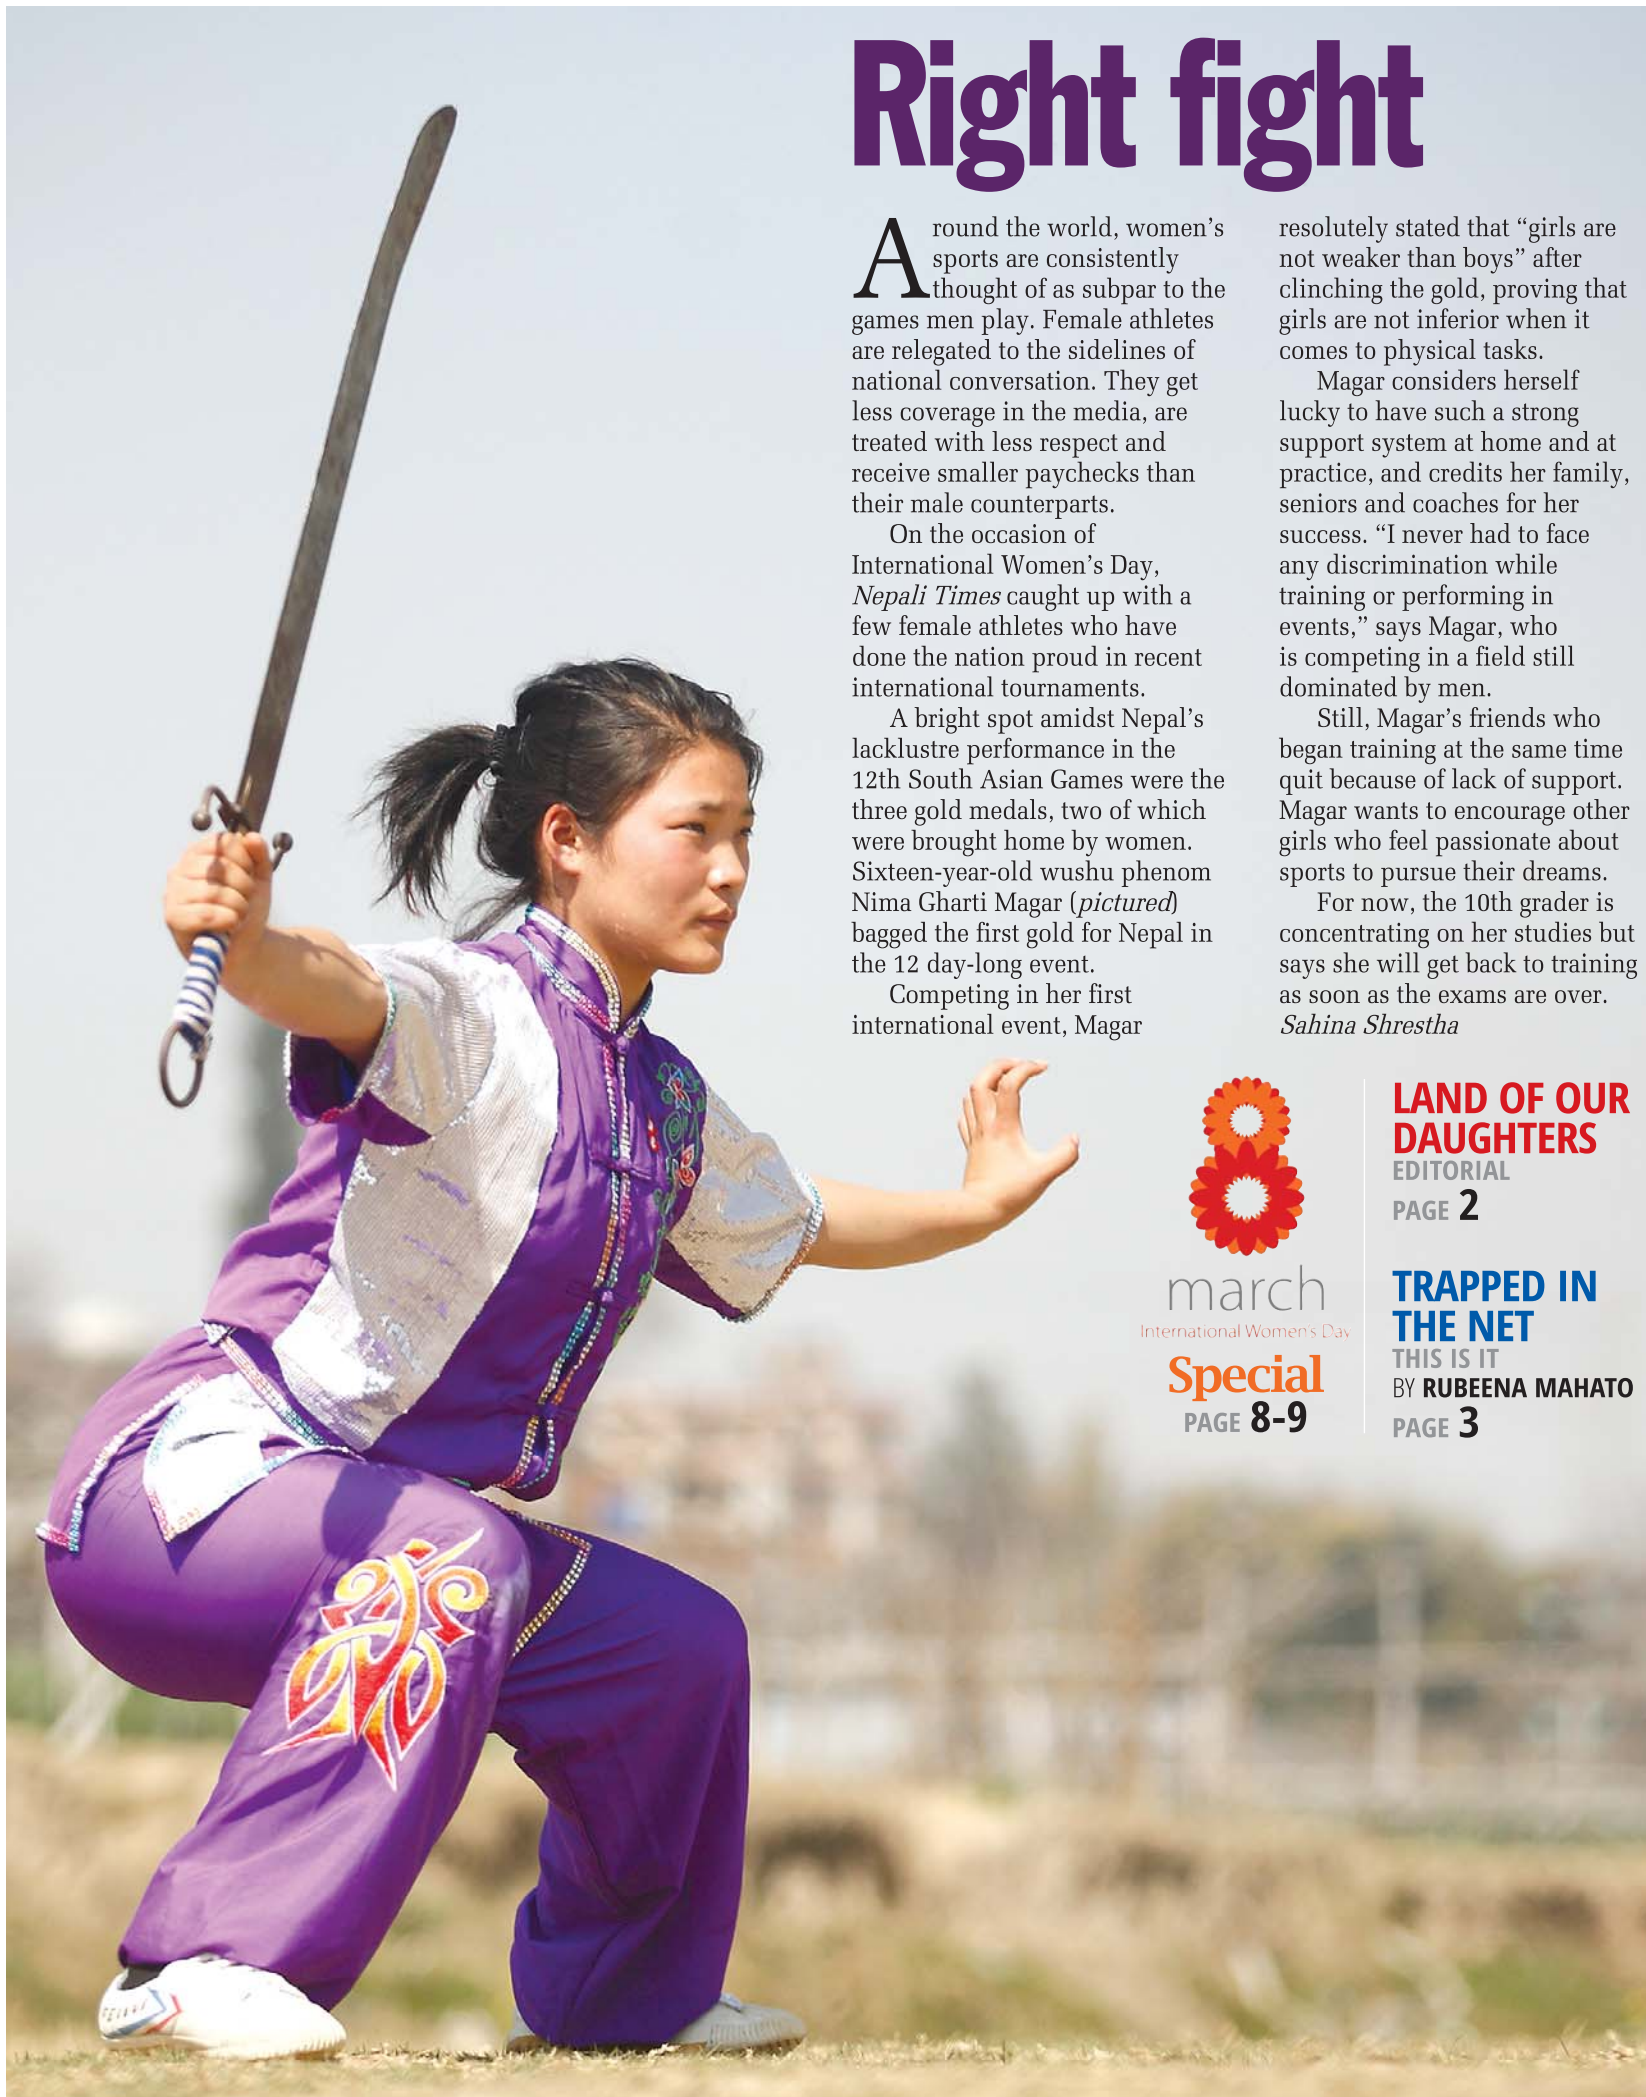 Right fight
Around the world, women's
sports are consistently
thought of as subpar to the
games men play. Female athletes
are relegated to the sidelines of
national conversation. They get
less coverage in the media, are
treated with less respect and
receive smaller paychecks than
their male counterparts.
On the occasion of
International Women's Day,
Nepali Times caught up with a
few female athletes who have
done the nation proud in recent
international tournaments.
A bright spot amidst Nepal's
lacklustre performance in the
12th South Asian Games were the
three gold medals, two of which
were brought home by women.
Sixteen-year-old wushu phenom
Nima Gharti Magar (pictured)
bagged the first gold for Nepal in
the 12 day-long event.
Competing in her first
international event, Magar
resolutely stated that “girls are
not weaker than boys” after
clinching the gold, proving that
girls are not inferior when it
comes to physical tasks.
Magar considers herself
lucky to have such a strong
support system at home and at
practice, and credits her family,
seniors and coaches for her
success. “I never had to face
any discrimination while
training or performing in
events,” says Magar, who
is competing in a field still
dominated by men.
Still, Magar's friends who
began training at the same time
quit because of lack of support.
Magar wants to encourage other
girls who feel passionate about
sports to pursue their dreams.
For now, the 10th grader is
concentrating on her studies but
says she will get back to training
as soon as the exams are over.
Sahina Shrestha
8
march
International Women's Day
Special
PAGE 8-9
LAND OF OUR
DAUGHTERS
EDITORIAL
PAGE 2
TRAPPED IN
THE NET
THIS IS IT
BY RUBEENA MAHATO
PAGE 3